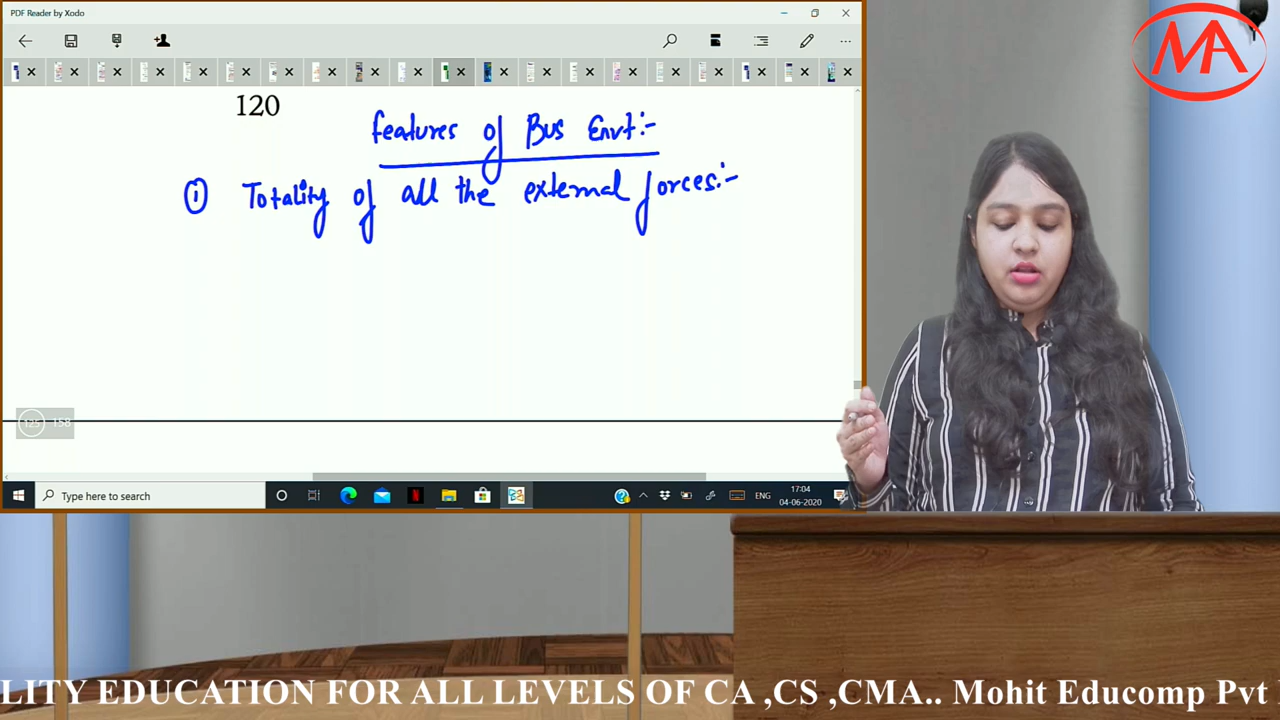 PDF Reader by Xodo
MA
120
features of Bus Envt:-
① Totality of all the external forces:-
125 158
Type here to search
ENG
17:04
04-06-2020
LITY EDUCATION FOR ALL LEVELS OF CA ,CS ,CMA.. Mohit Educomp Pvt